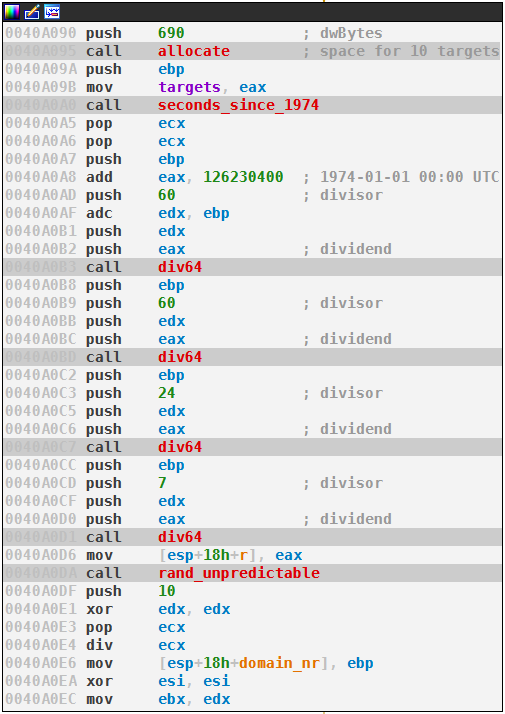 0040A090 push 690 ; dwBytes
0040A095 call allocate ; space for 10 targets
0040A09A push ebp
0040A09B mov targets, eax
0040A0A0 call seconds_since_1974
0040A0A5 pop ecx
0040A0A6 pop ecx
0040A0A7 push ebp
0040A0A8 add eax, 126230400 ; 1974-01-01 00:00 UTC
0040A0AD push 60 ; divisor
0040A0AF adc edx, ebp
0040A0B1 push edx
0040A0B2 push eax ; dividend
0040A0B3 call div64
0040A0B8 push ebp
0040A0B9 push 60 ; divisor
0040A0BB push edx
0040A0BC push eax ; dividend
0040A0BD call div64
0040A0C2 push ebp
0040A0C3 push 24 ; divisor
0040A0C5 push edx
0040A0C6 push eax ; dividend
0040A0C7 call div64
0040A0CC push ebp
0040A0CD push 7 ; divisor
0040A0CF push edx
0040A0D0 push eax ; dividend
0040A0D1 call div64
0040A0D6 mov [esp+18h+r], eax
0040A0DA call rand_unpredictable
0040A0DF push 10
0040A0E1 xor edx, edx
0040A0E3 pop ecx
0040A0E4 div ecx
0040A0E6 mov [esp+18h+domain_nr], ebp
0040A0EA xor esi, esi
0040A0EC mov ebx, edx